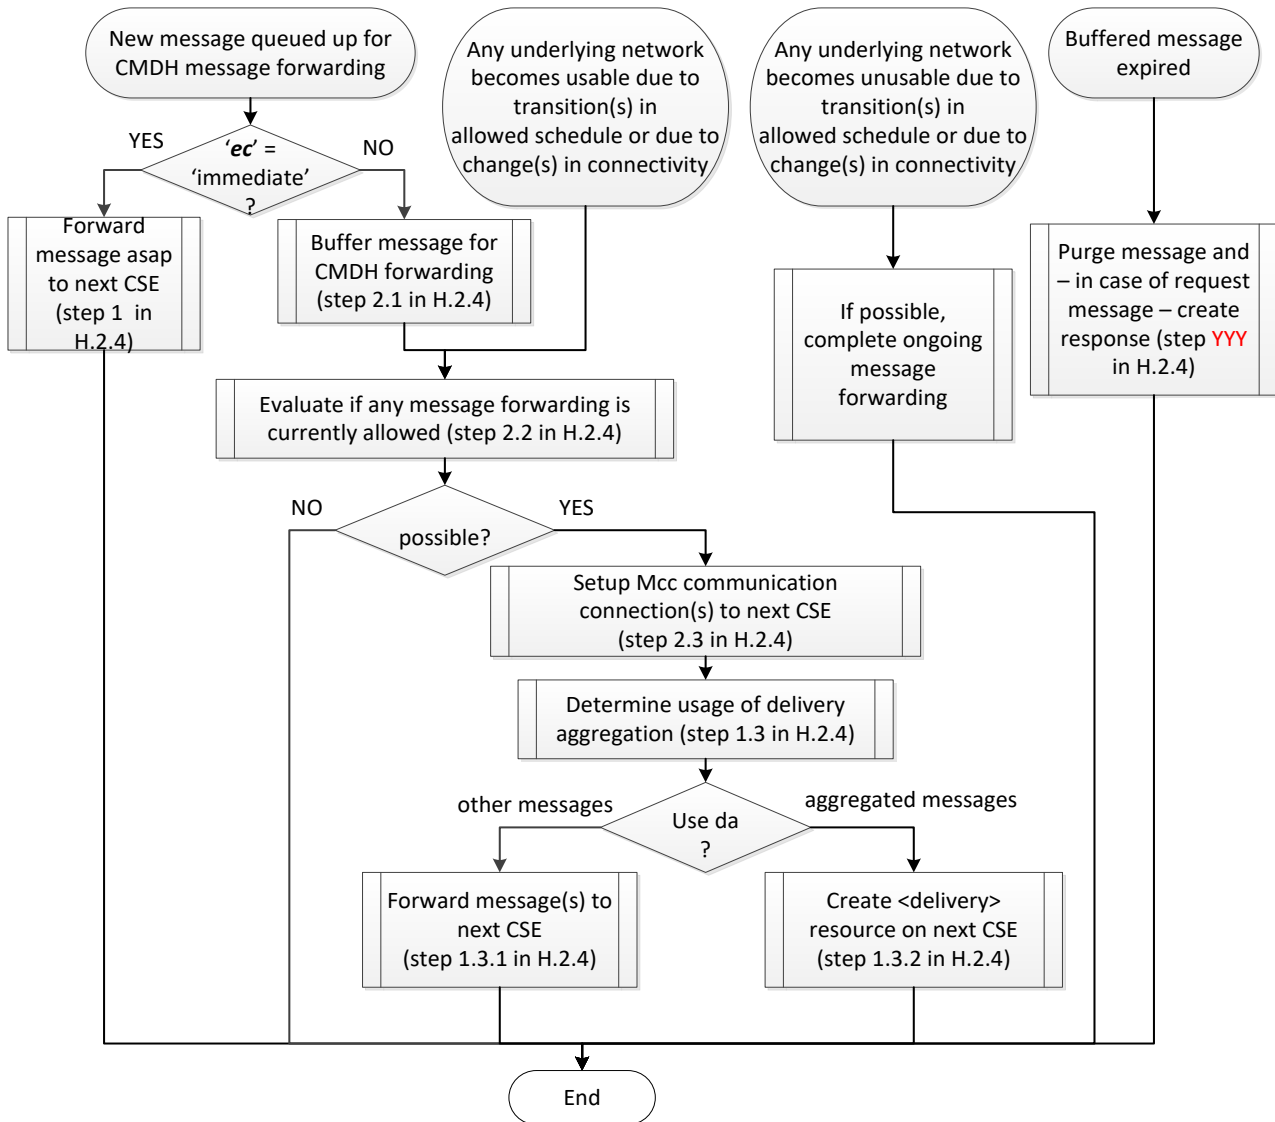 New message queued up for
CMDH message forwarding
Any underlying network
becomes usable due to
transition(s) in
allowed schedule or due to
change(s) in connectivity
Any underlying network
becomes unusable due to
transition(s) in
allowed schedule or due to
change(s) in connectivity
Buffered message
expired
YES
'ec' =
'immediate'
?
NO
Forward
message asap
to next CSE
(step 1 in
H.2.4)
Buffer message for
CMDH forwarding
(step 2.1 in H.2.4)
If possible,
complete ongoing
message
forwarding
Purge message and
– in case of request
message – create
response (step YYY
in H.2.4)
Evaluate if any message forwarding is
currently allowed (step 2.2 in H.2.4)
NO
possible?
YES
Setup Mcc communication
connection(s) to next CSE
(step 2.3 in H.2.4)
Determine usage of delivery
aggregation (step 1.3 in H.2.4)
other messages
Use da
?
aggregated messages
Forward message(s) to
next CSE
(step 1.3.1 in H.2.4)
Create <delivery>
resource on next CSE
(step 1.3.2 in H.2.4)
End